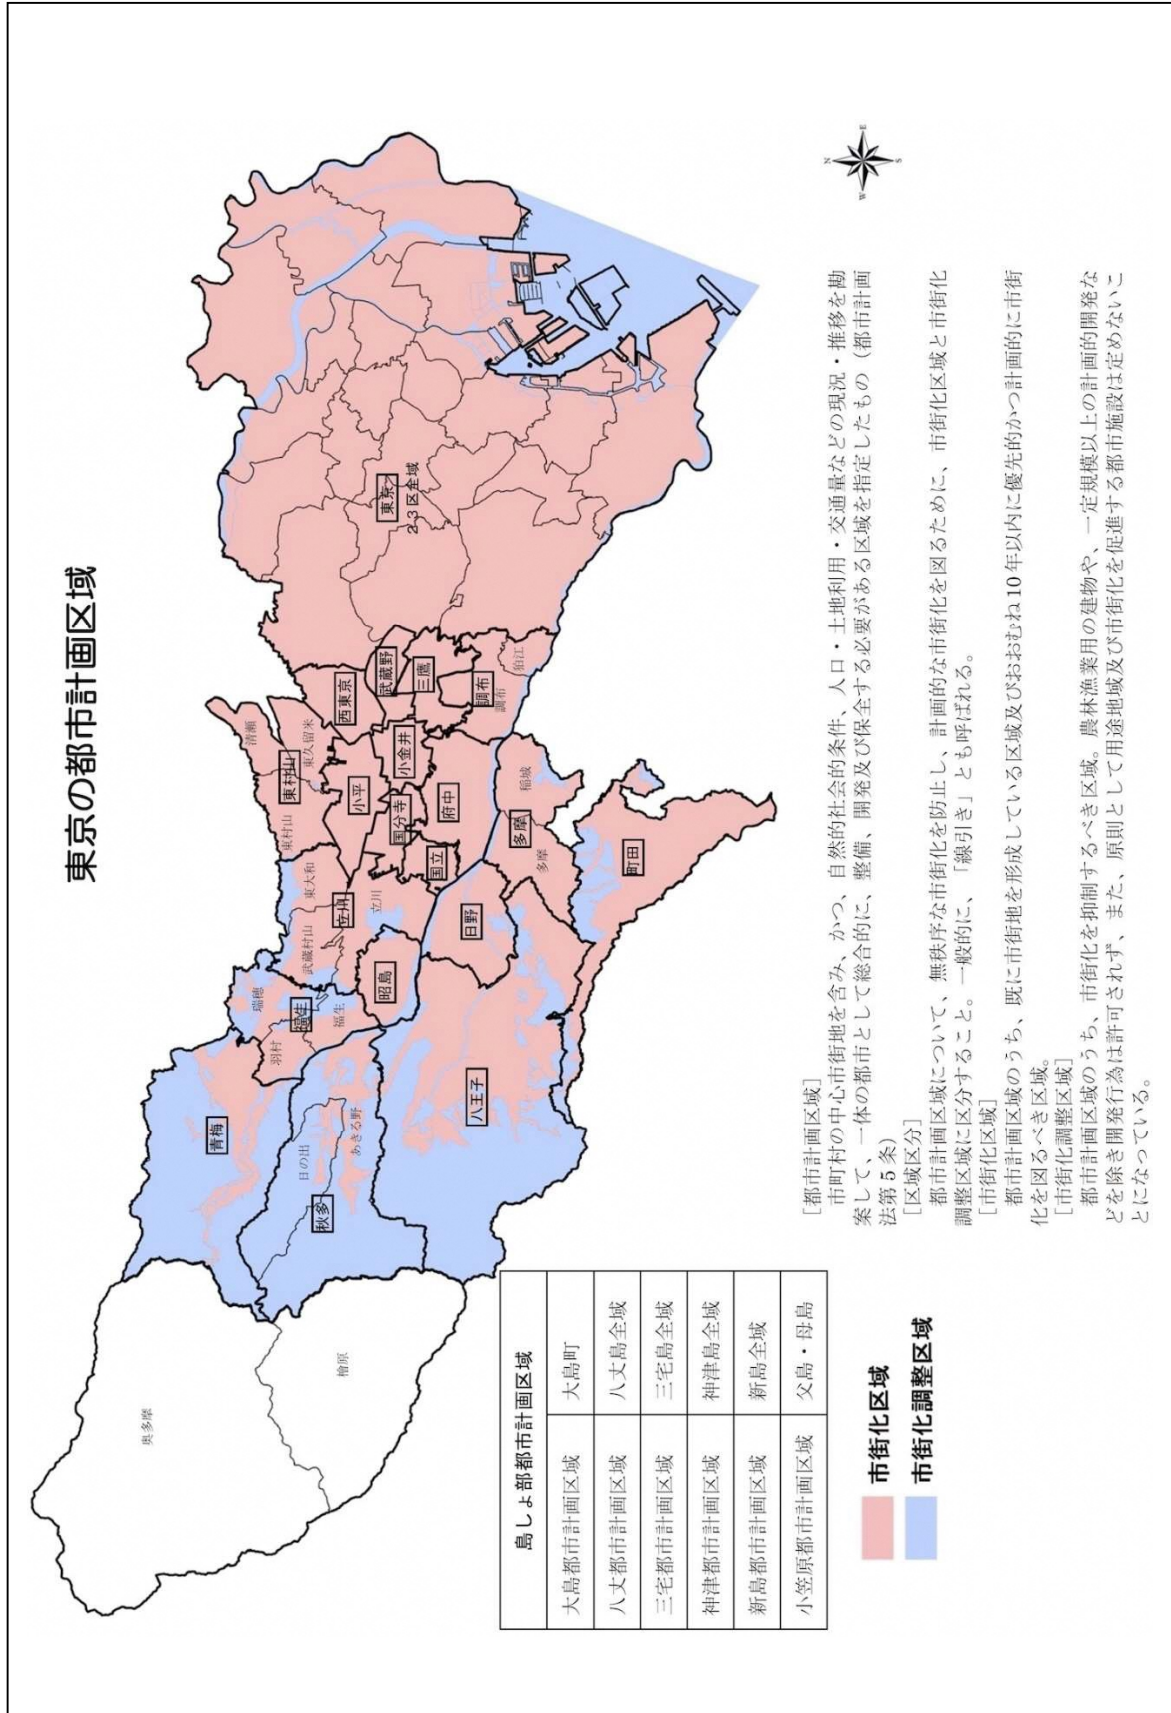 東京の都市計画区域
奥多摩
檜原
青梅
日の出
秋多
あきる野
八王子
瑞穂
羽村
福生
福生
昭島
武蔵村山
東大和
立川
立川
日野
国立
国分寺
府中
小平
小金井
東村山
東村山
清瀬
東久留米
西東京
武蔵野
三鷹
調布
調布
狛江
多摩
多摩
稲城
町田
東京
23区全域
N
E
S
W
島しょ部都市計画区域
大島都市計画区域 大島町
八丈都市計画区域 八丈島全域
三宅都市計画区域 三宅島全域
神津都市計画区域 神津島全域
新島都市計画区域 新島全域
小笠原都市計画区域 父島・母島
市街化区域
市街化調整区域
[都市計画区域]
市町村の中心市街地を含み、かつ、自然的社会的条件、人口・土地利用・交通量などの現況・推移を勘
案して、一体の都市として総合的に、整備、開発及び保全する必要がある区域を指定したもの（都市計画
法第5条）
[区域区分]
都市計画区域について、無秩序な市街化を防止し、計画的な市街化を図るために、市街化区域と市街化
調整区域に区分すること。一般的に、「線引き」とも呼ばれる。
[市街化区域]
都市計画区域のうち、既に市街地を形成している区域及びおおむね10年以内に優先的かつ計画的に市街
化を図るべき区域。
[市街化調整区域]
都市計画区域のうち、市街化を抑制するべき区域。農林漁業用の建物や、一定規模以上の計画的開発な
どを除き開発行為は許可されず、また、原則として用途地域及び市街化を促進する都市施設は定めないこ
とになっている。